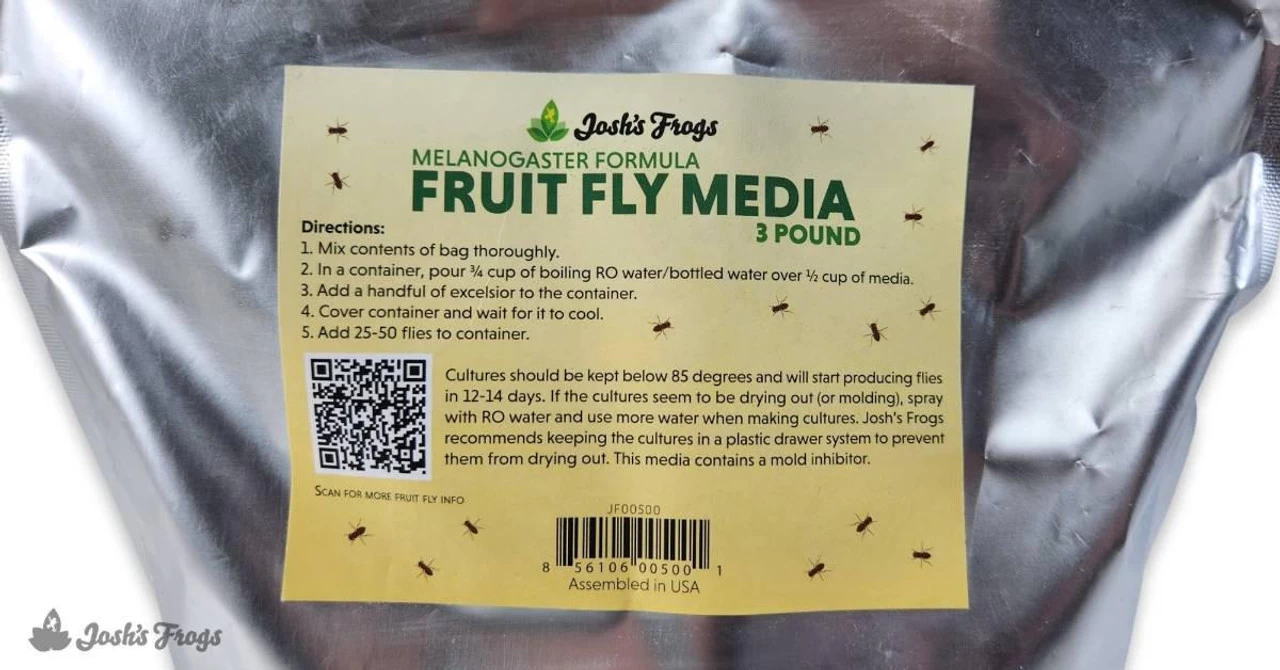 Josh's Frogs
MELANOGASTER FORMULA
FRUIT FLY MEDIA
3 POUND
Directions:
1. Mix contents of bag thoroughly.
2. In a container, pour ¾ cup of boiling RO water/bottled water over ½ cup of media.
3. Add a handful of excelsior to the container.
4. Cover container and wait for it to cool.
5. Add 25-50 flies to container.
Cultures should be kept below 85 degrees and will start producing flies
in 12-14 days. If the cultures seem to be drying out (or molding), spray
with RO water and use more water when making cultures. Josh's Frogs
recommends keeping the cultures in a plastic drawer system to prevent
them from drying out. This media contains a mold inhibitor.
SCAN FOR MORE FRUIT FLY INFO
JF00500
8 56106 00500 1
Assembled in USA
Josh's Frogs